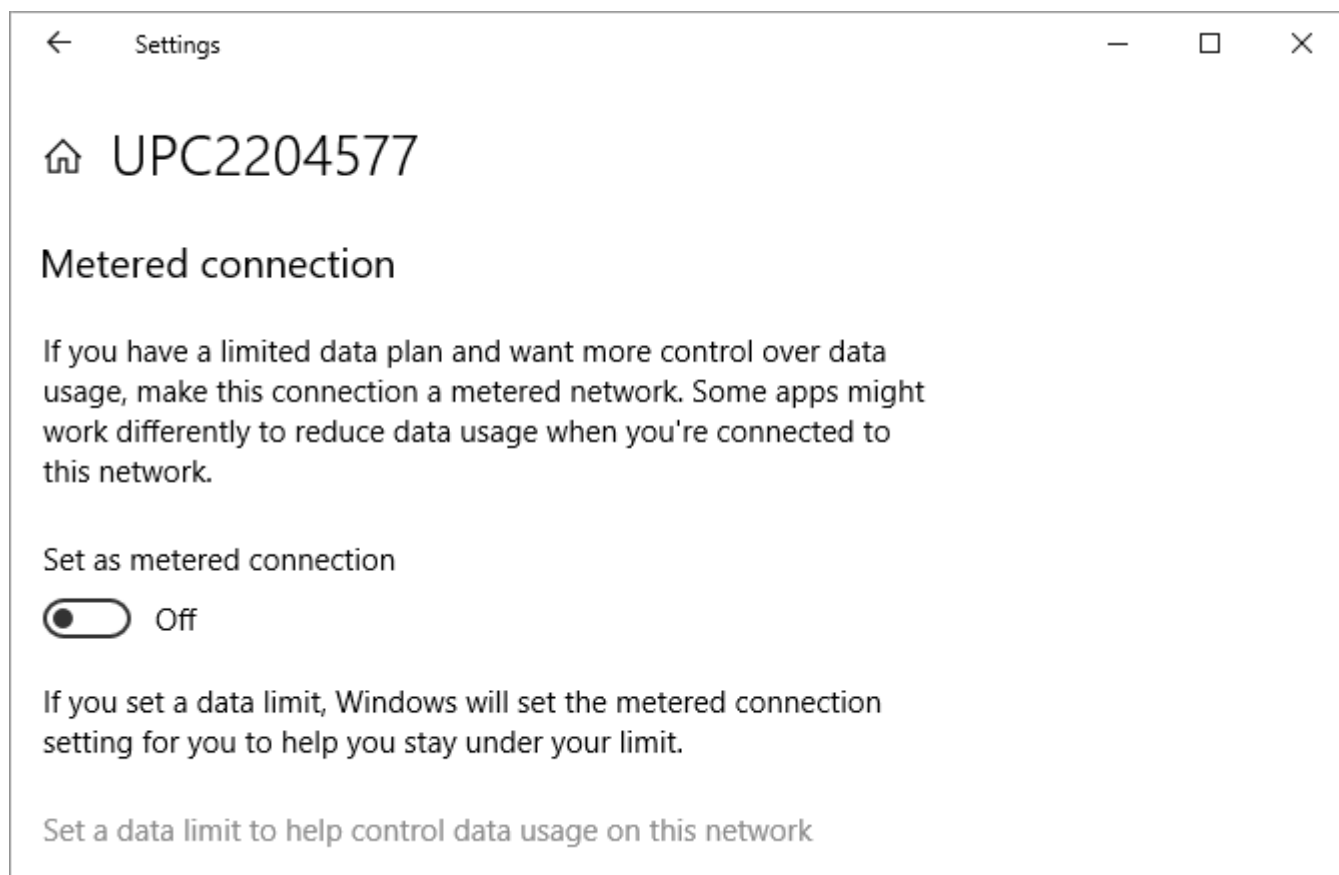 Settings
UPC2204577
Metered connection
If you have a limited data plan and want more control over data
usage, make this connection a metered network. Some apps might
work differently to reduce data usage when you're connected to
this network.
Set as metered connection
Off
If you set a data limit, Windows will set the metered connection
setting for you to help you stay under your limit.
Set a data limit to help control data usage on this network